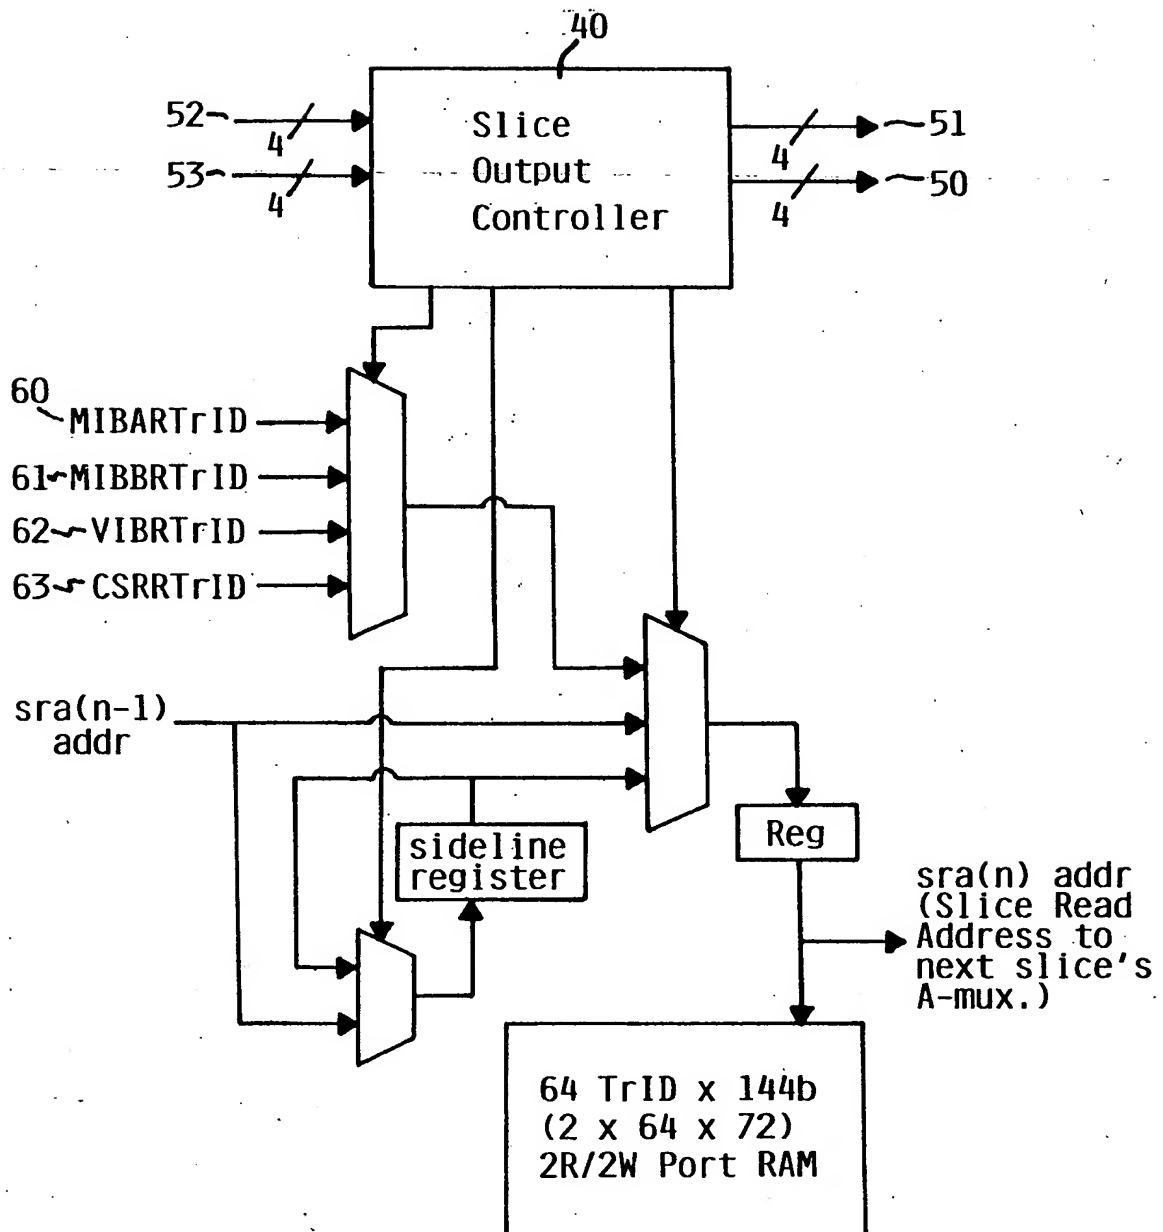 40
52
4
53
4
Slice
Output
Controller
4
51
4
50
60
MIBARTrID
61 MIBBRTrID
62 VIBRTrID
63 CSRRTrID
sra(n-1)
addr
sideline
register
Reg
sra(n) addr
(Slice Read
Address to
next slice's
A-mux.)
64 TrID x 144b
(2 x 64 x 72)
2R/2W Port RAM